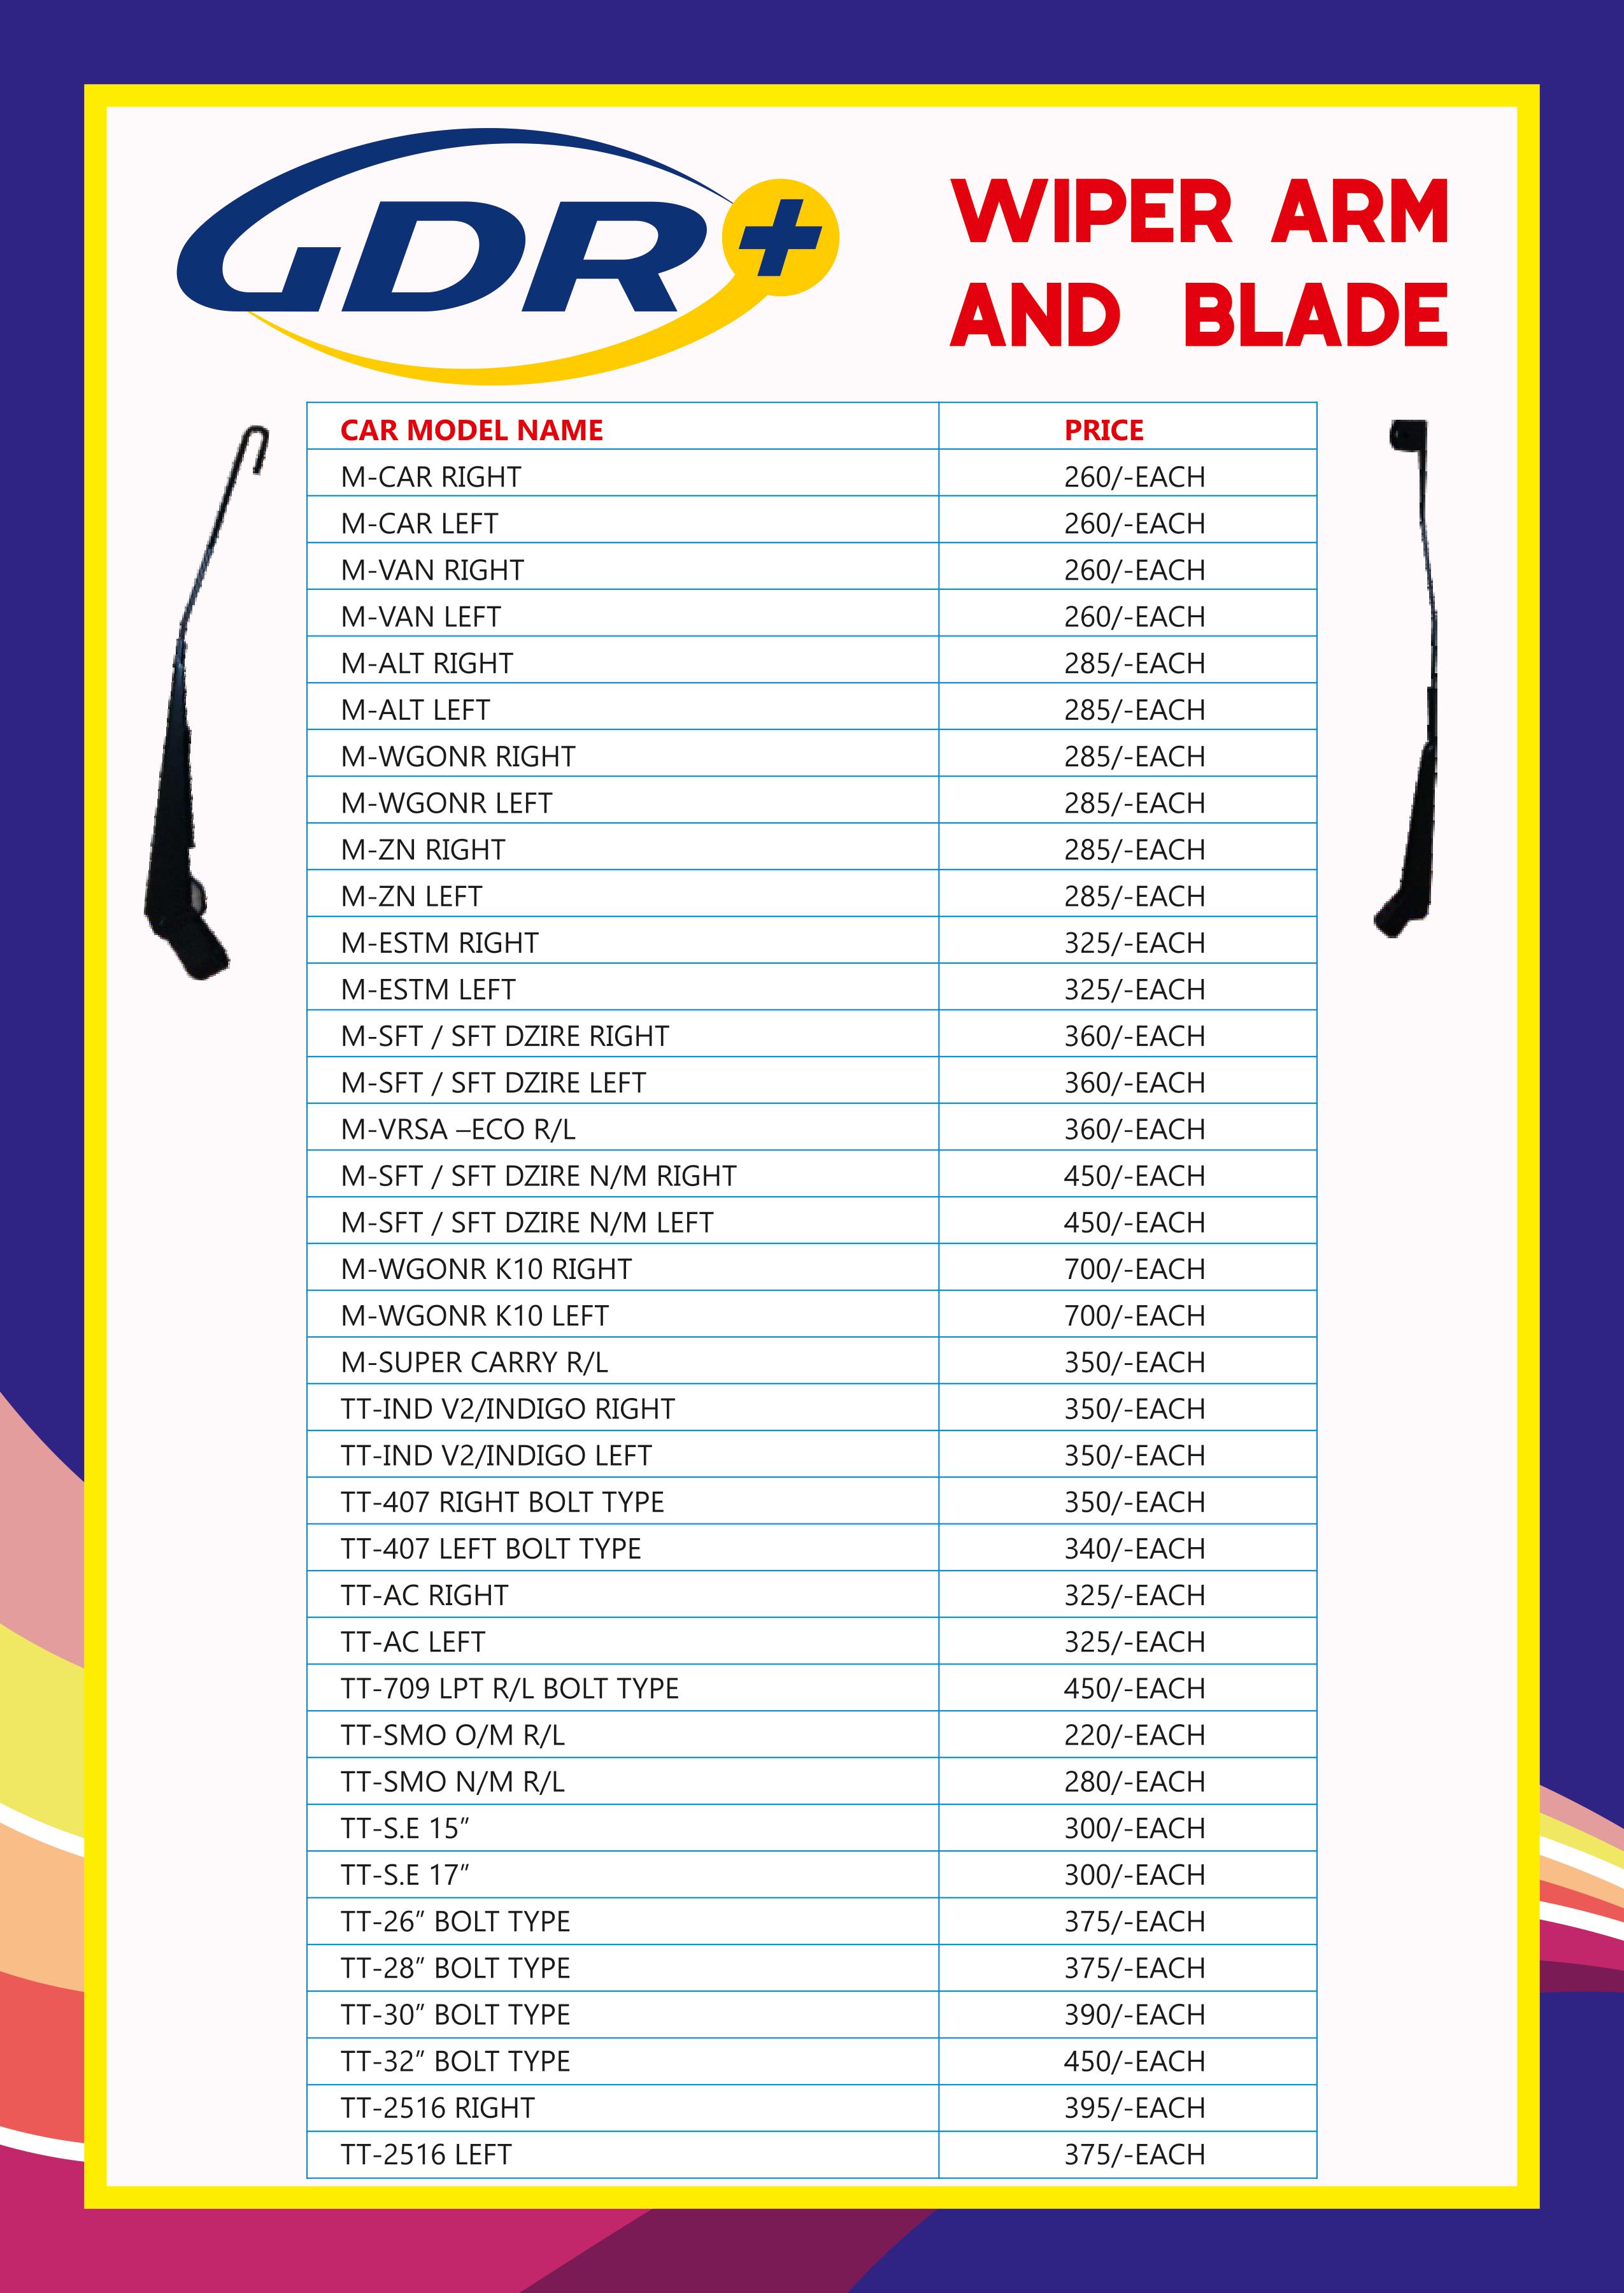 GDR+
WIPER ARM
AND BLADE
CAR MODEL NAME PRICE
M-CAR RIGHT 260/-EACH
M-CAR LEFT 260/-EACH
M-VAN RIGHT 260/-EACH
M-VAN LEFT 260/-EACH
M-ALT RIGHT 285/-EACH
M-ALT LEFT 285/-EACH
M-WGONR RIGHT 285/-EACH
M-WGONR LEFT 285/-EACH
M-ZN RIGHT 285/-EACH
M-ZN LEFT 285/-EACH
M-ESTM RIGHT 325/-EACH
M-ESTM LEFT 325/-EACH
M-SFT / SFT DZIRE RIGHT 360/-EACH
M-SFT / SFT DZIRE LEFT 360/-EACH
M-VRSA –ECO R/L 360/-EACH
M-SFT / SFT DZIRE N/M RIGHT 450/-EACH
M-SFT / SFT DZIRE N/M LEFT 450/-EACH
M-WGONR K10 RIGHT 700/-EACH
M-WGONR K10 LEFT 700/-EACH
M-SUPER CARRY R/L 350/-EACH
TT-IND V2/INDIGO RIGHT 350/-EACH
TT-IND V2/INDIGO LEFT 350/-EACH
TT-407 RIGHT BOLT TYPE 350/-EACH
TT-407 LEFT BOLT TYPE 340/-EACH
TT-AC RIGHT 325/-EACH
TT-AC LEFT 325/-EACH
TT-709 LPT R/L BOLT TYPE 450/-EACH
TT-SMO O/M R/L 220/-EACH
TT-SMO N/M R/L 280/-EACH
TT-S.E 15” 300/-EACH
TT-S.E 17” 300/-EACH
TT-26” BOLT TYPE 375/-EACH
TT-28” BOLT TYPE 375/-EACH
TT-30” BOLT TYPE 390/-EACH
TT-32” BOLT TYPE 450/-EACH
TT-2516 RIGHT 395/-EACH
TT-2516 LEFT 375/-EACH